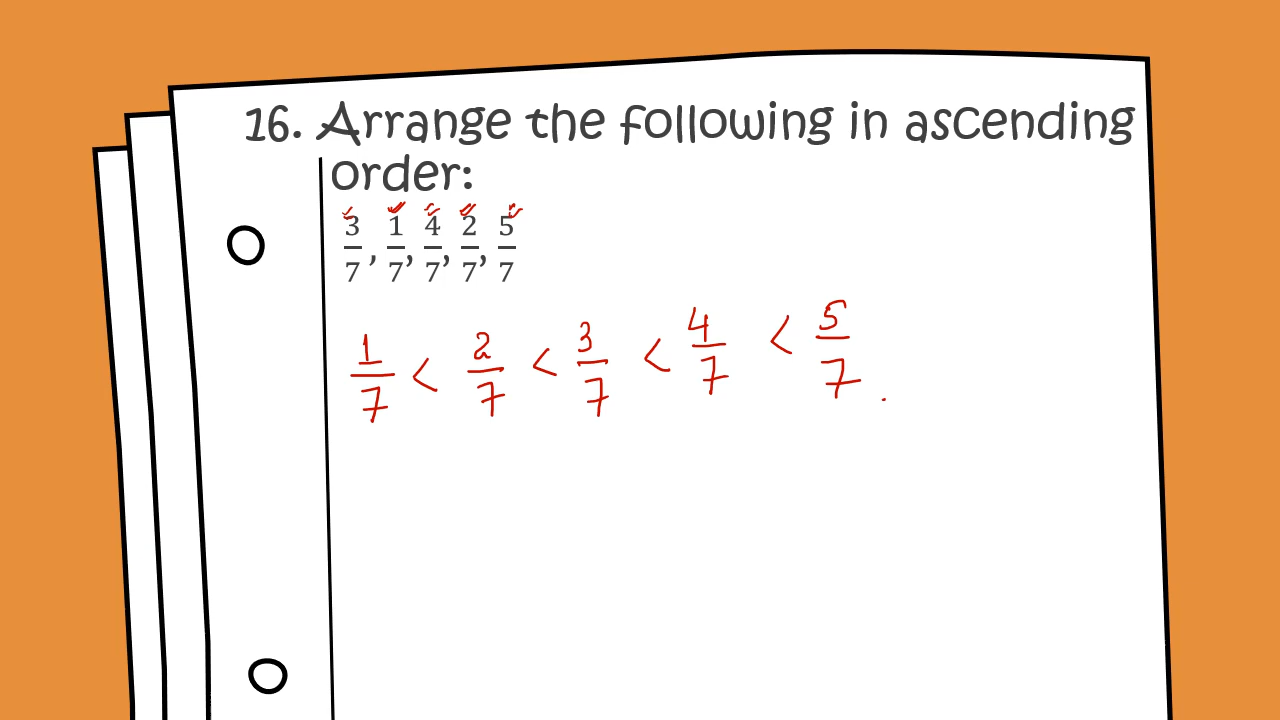 16. Arrange the following in ascending
order:
3/7, 1/7, 4/7, 2/7, 5/7
1/7 < 2/7 < 3/7 < 4/7 < 5/7.